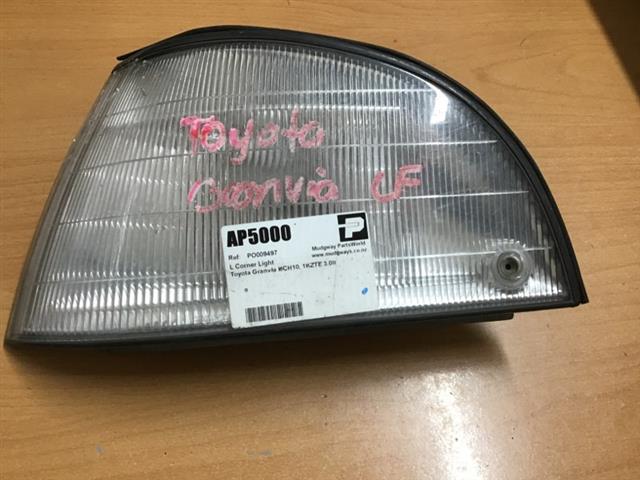 Toyota
Granvia LF
AP5000
P
Mudgway PartsWorld
www.mudgways.co.nz
Ref: PO009497
L Corner Light
Toyota Granvia KCH10, 1KZTE 3.0lt